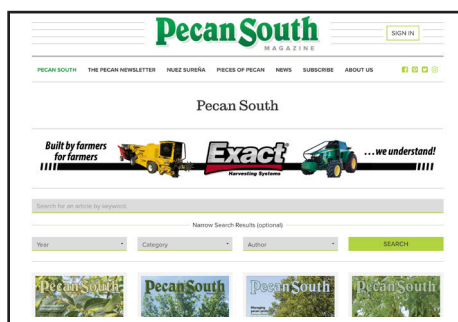 Pecan South
MAGAZINE
SIGN IN
PECAN SOUTH THE PECAN NEWSLETTER NUEZ SUREÑA PIECES OF PECAN NEWS SUBSCRIBE ABOUT US
Pecan South
Built by farmers
for farmers
Exact
Harvesting Systems
...we understand!
Search for an article by keyword
Narrow Search Results (optional)
Year Category Author SEARCH
Pecan South Pecan South Pecan South Pecan South